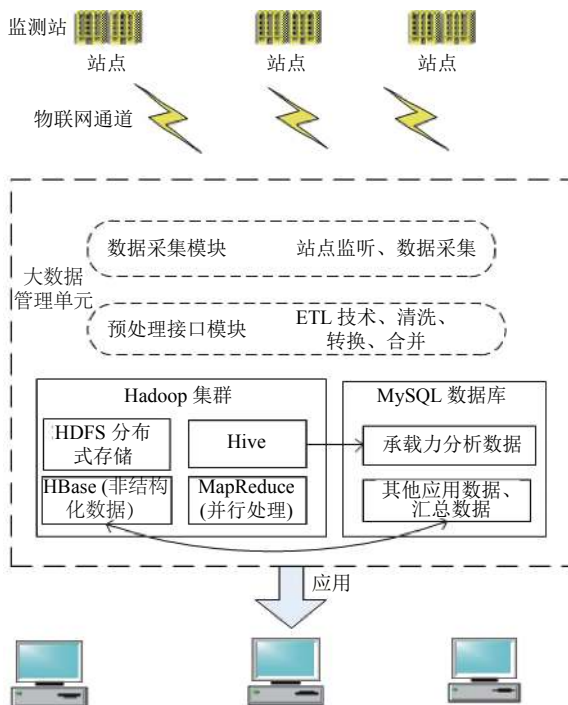 监测站
站点 站点 站点
物联网通道
数据采集模块 站点监听、数据采集
大数据
管理单元
预处理接口模块 ETL 技术、清洗、
转换、合并
Hadoop 集群
HDFS 分布
式存储
Hive
HBase (非结构
化数据)
MapReduce
(并行处理)
MySQL 数据库
承载力分析数据
其他应用数据、
汇总数据
应用